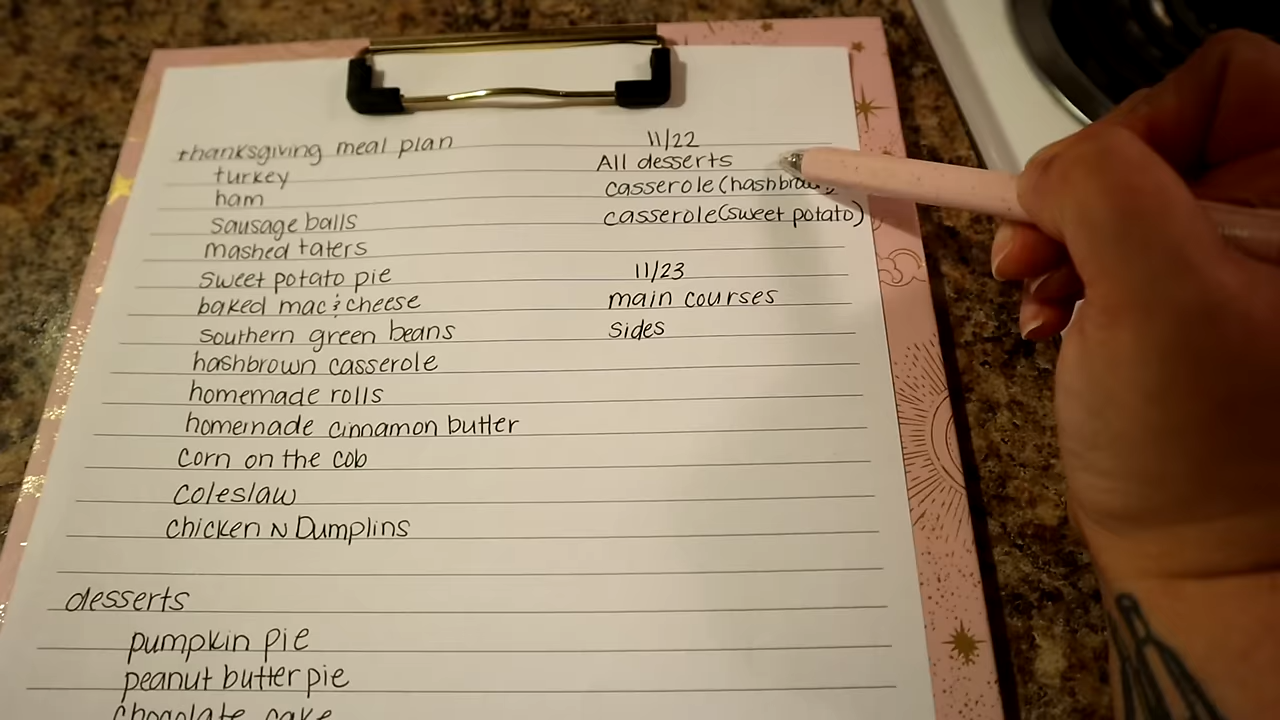 thanksgiving meal plan
turkey
ham
sausage balls
mashed taters
sweet potato pie
baked mac & cheese
southern green beans
hashbrown casserole
homemade rolls
homemade cinnamon butter
corn on the cob
coleslaw
chicken N Dumplins
11/22
All desserts
casserole (hashbrown)
casserole (sweet potato)
11/23
main courses
sides
desserts
pumpkin pie
peanut butter pie
chocolate cake